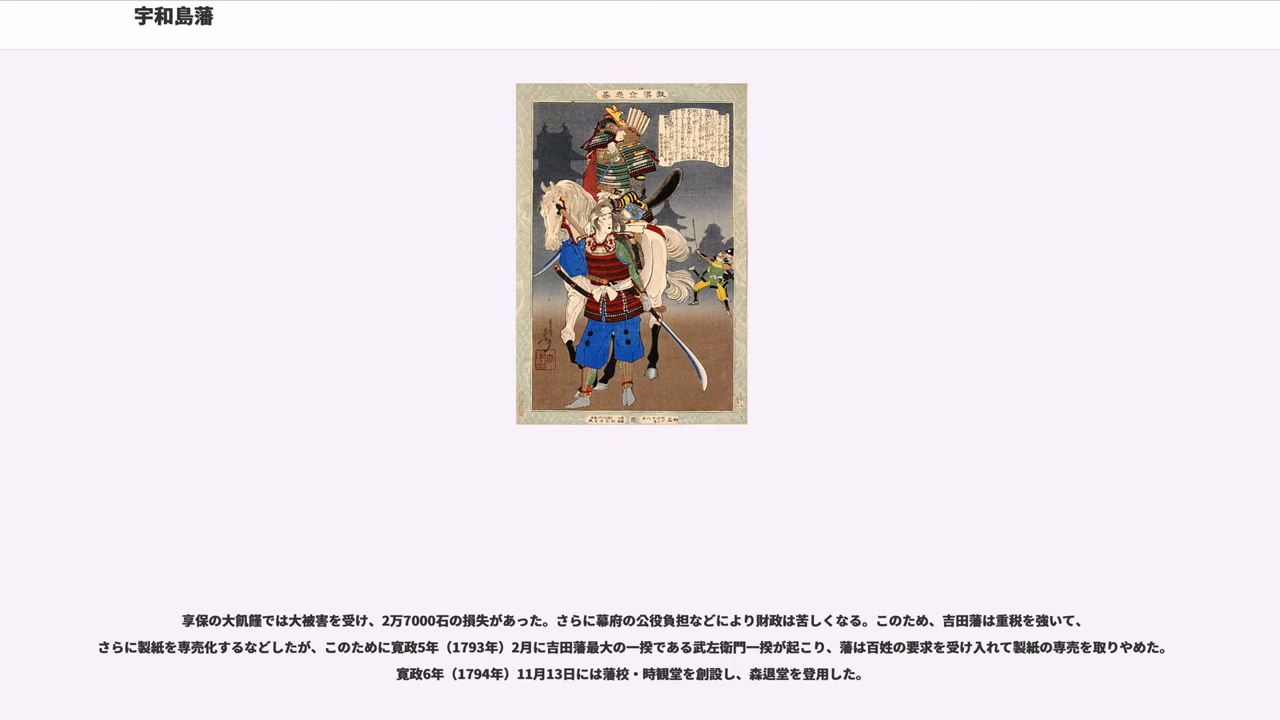 宇和島藩
享保の大飢饉では大被害を受け、2万7000石の損失があった。さらに幕府の公役負担などにより財政は苦しくなる。このため、吉田藩は重税を強いて、
さらに製紙を専売化するなどしたが、このために寛政5年（1793年）2月に吉田藩最大の一揆である武左衛門一揆が起こり、藩は百姓の要求を受け入れて製紙の専売を取りやめた。
寛政6年（1794年）11月13日には藩校・時観堂を創設し、森退堂を登用した。